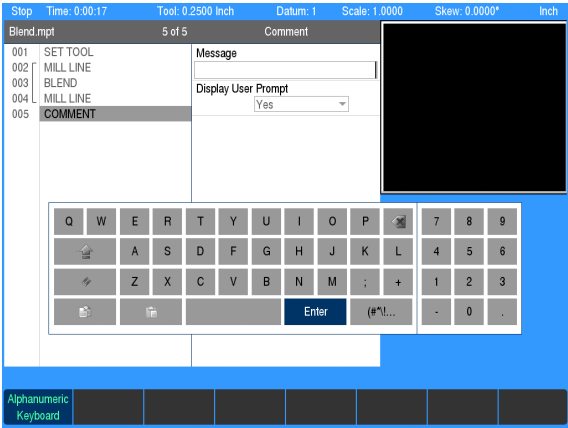 Stop Time: 0:00:17 Tool: 0.2500 Inch Datum: 1 Scale: 1.0000 Skew: 0.0000° Inch
Blend.mpt 5 of 5 Comment
001 SET TOOL
002 MILL LINE
003 BLEND
004 MILL LINE
005 COMMENT
Message
Display User Prompt
Yes
Q W E R T Y U I O P 7 8 9
A S D F G H J K L 4 5 6
Z X C V B N M ; + 1 2 3
Enter (#*\!... - 0 .
Alphanumeric
Keyboard